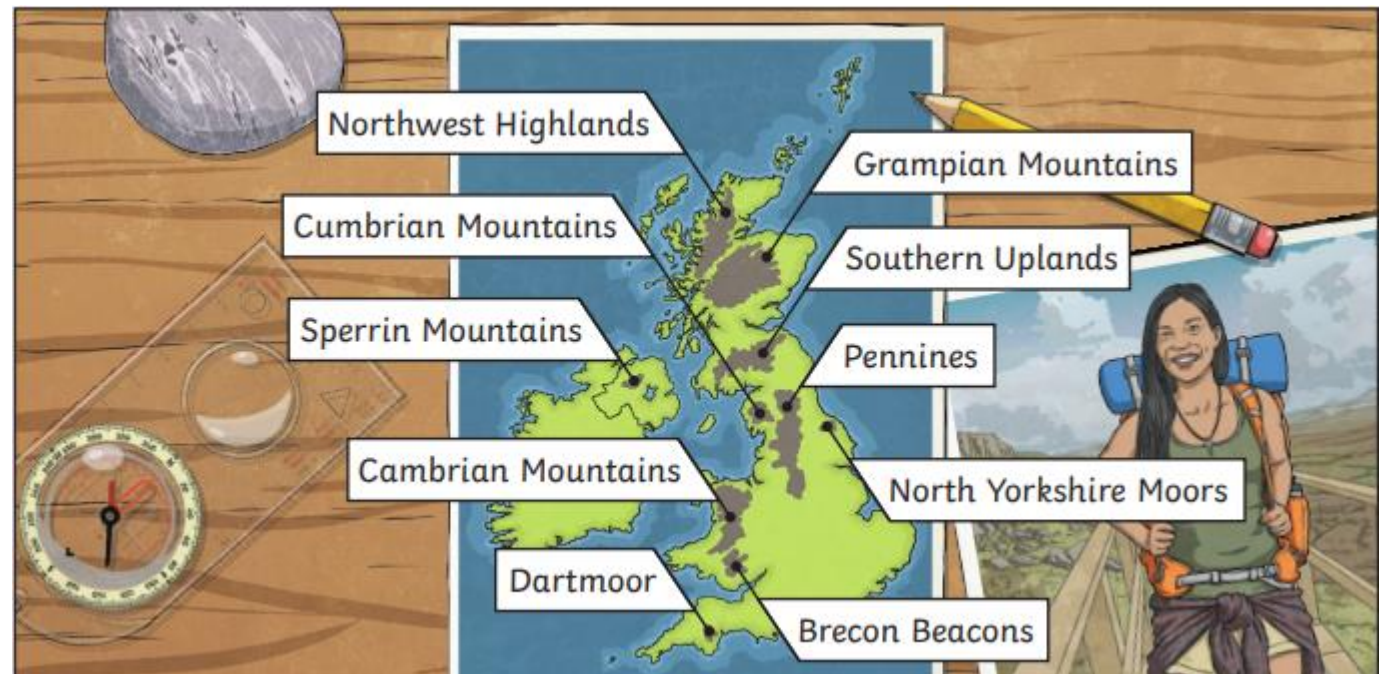 Northwest Highlands
Grampian Mountains
Cumbrian Mountains
Southern Uplands
Sperrin Mountains
Pennines
Cambrian Mountains
North Yorkshire Moors
Dartmoor
Brecon Beacons